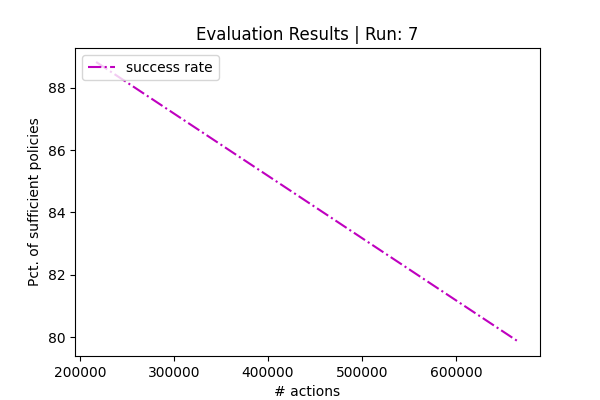 Evaluation Results | Run: 7
success rate
88
86
84
82
80
Pct. of sufficient policies
200000 300000 400000 500000 600000
# actions